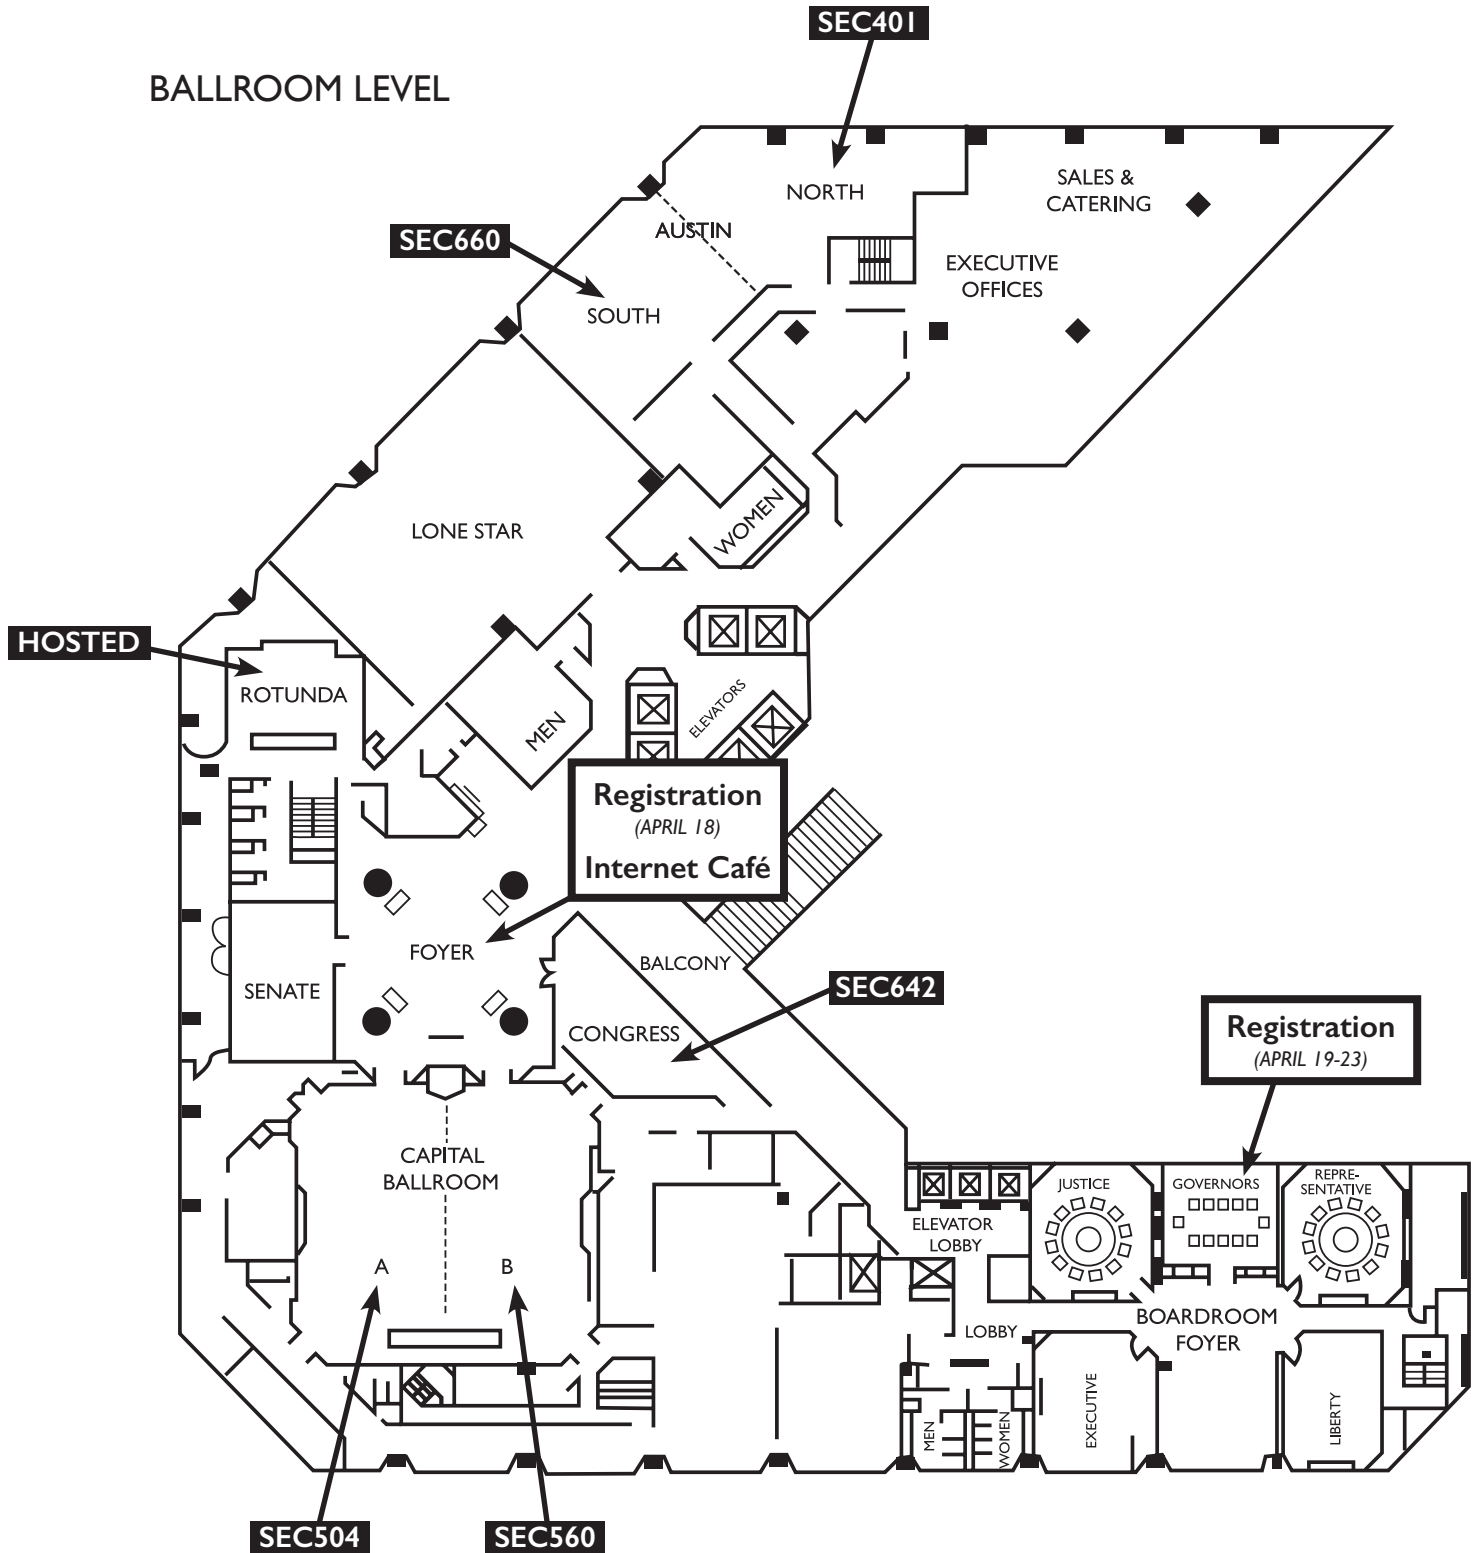 SEC401
BALLROOM LEVEL
NORTH
SALES &
CATERING
AUSTIN
SEC660
EXECUTIVE
OFFICES
SOUTH
LONE STAR
WOMEN
HOSTED
ROTUNDA
ELEVATORS
MEN
Registration
(APRIL 18)
Internet Café
FOYER
BALCONY
SENATE
SEC642
CONGRESS
Registration
(APRIL 19-23)
CAPITAL
BALLROOM
JUSTICE
GOVERNORS
REPRE-
SENTATIVE
ELEVATOR
LOBBY
A
B
BOARDROOM
FOYER
LOBBY
EXECUTIVE
LIBERTY
MEN
WOMEN
SEC504
SEC560